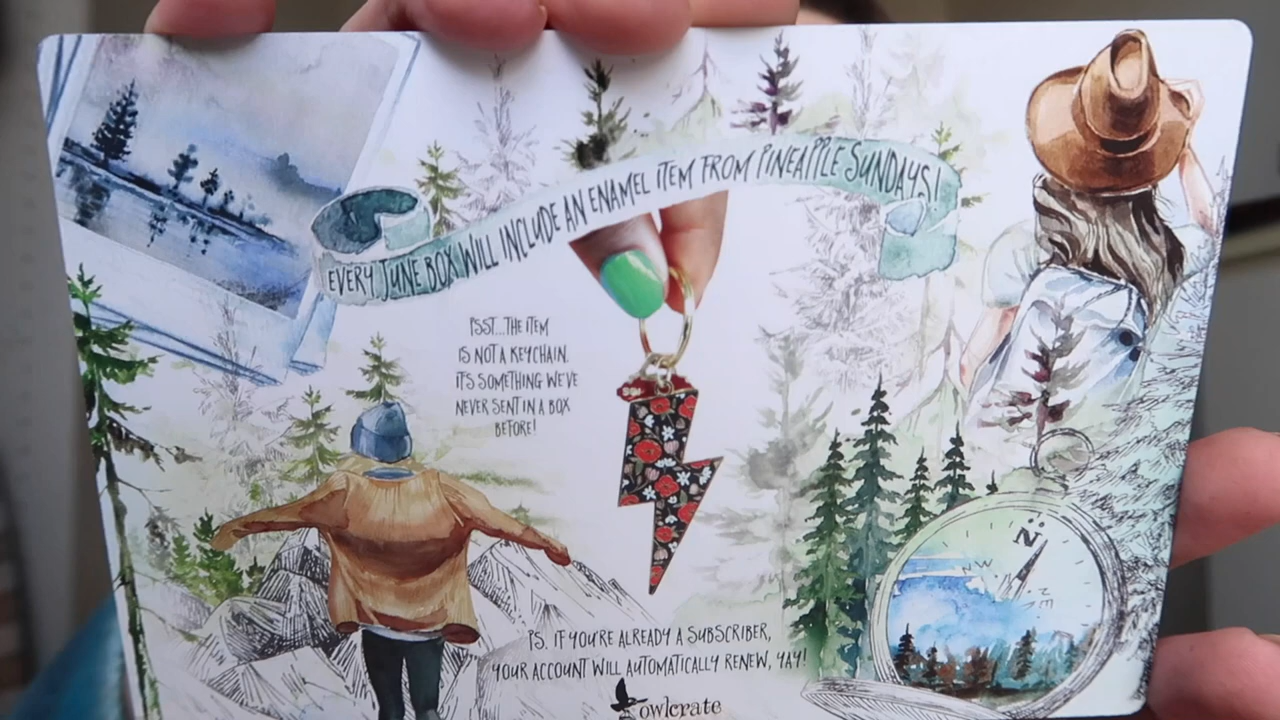 EVERY JUNE BOX WILL INCLUDE AN ENAMEL ITEM FROM PINEAPPLE SUNDAYS!
PSST...THE ITEM
IS NOT A KEYCHAIN.
IT'S SOMETHING WE'VE
NEVER SENT IN A BOX
BEFORE!
N
NW
NE
P.S. IF YOU'RE ALREADY A SUBSCRIBER,
YOUR ACCOUNT WILL AUTOMATICALLY RENEW, YAY!
owlcrate